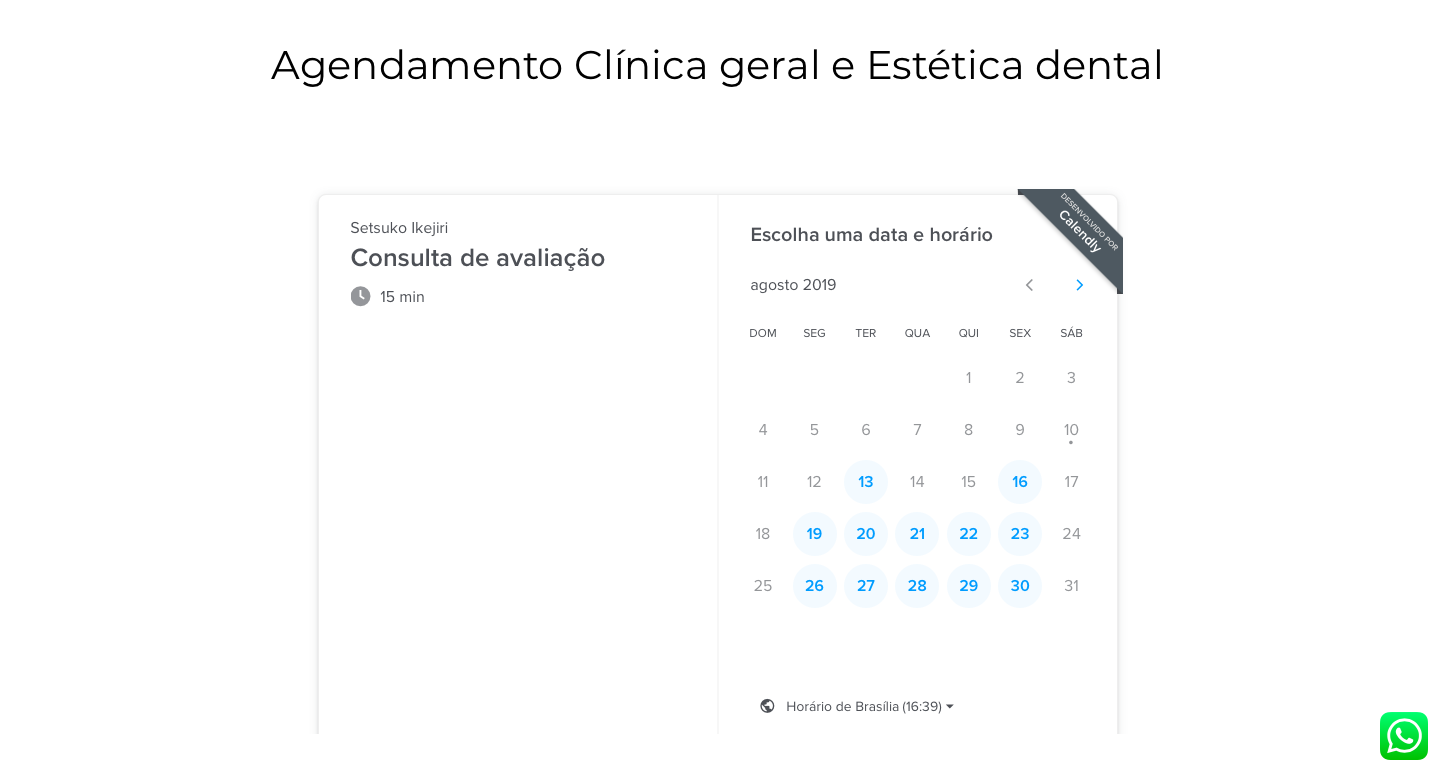 Agendamento Clínica geral e Estética dental
Setsuko Ikejiri
Consulta de avaliação
15 min
Escolha uma data e horário
DESENVOLVIDO POR
Calendly
agosto 2019
DOM SEG TER QUA QUI SEX SÁB
1 2 3
4 5 6 7 8 9 10
11 12 13 14 15 16 17
18 19 20 21 22 23 24
25 26 27 28 29 30 31
Horário de Brasília (16:39)